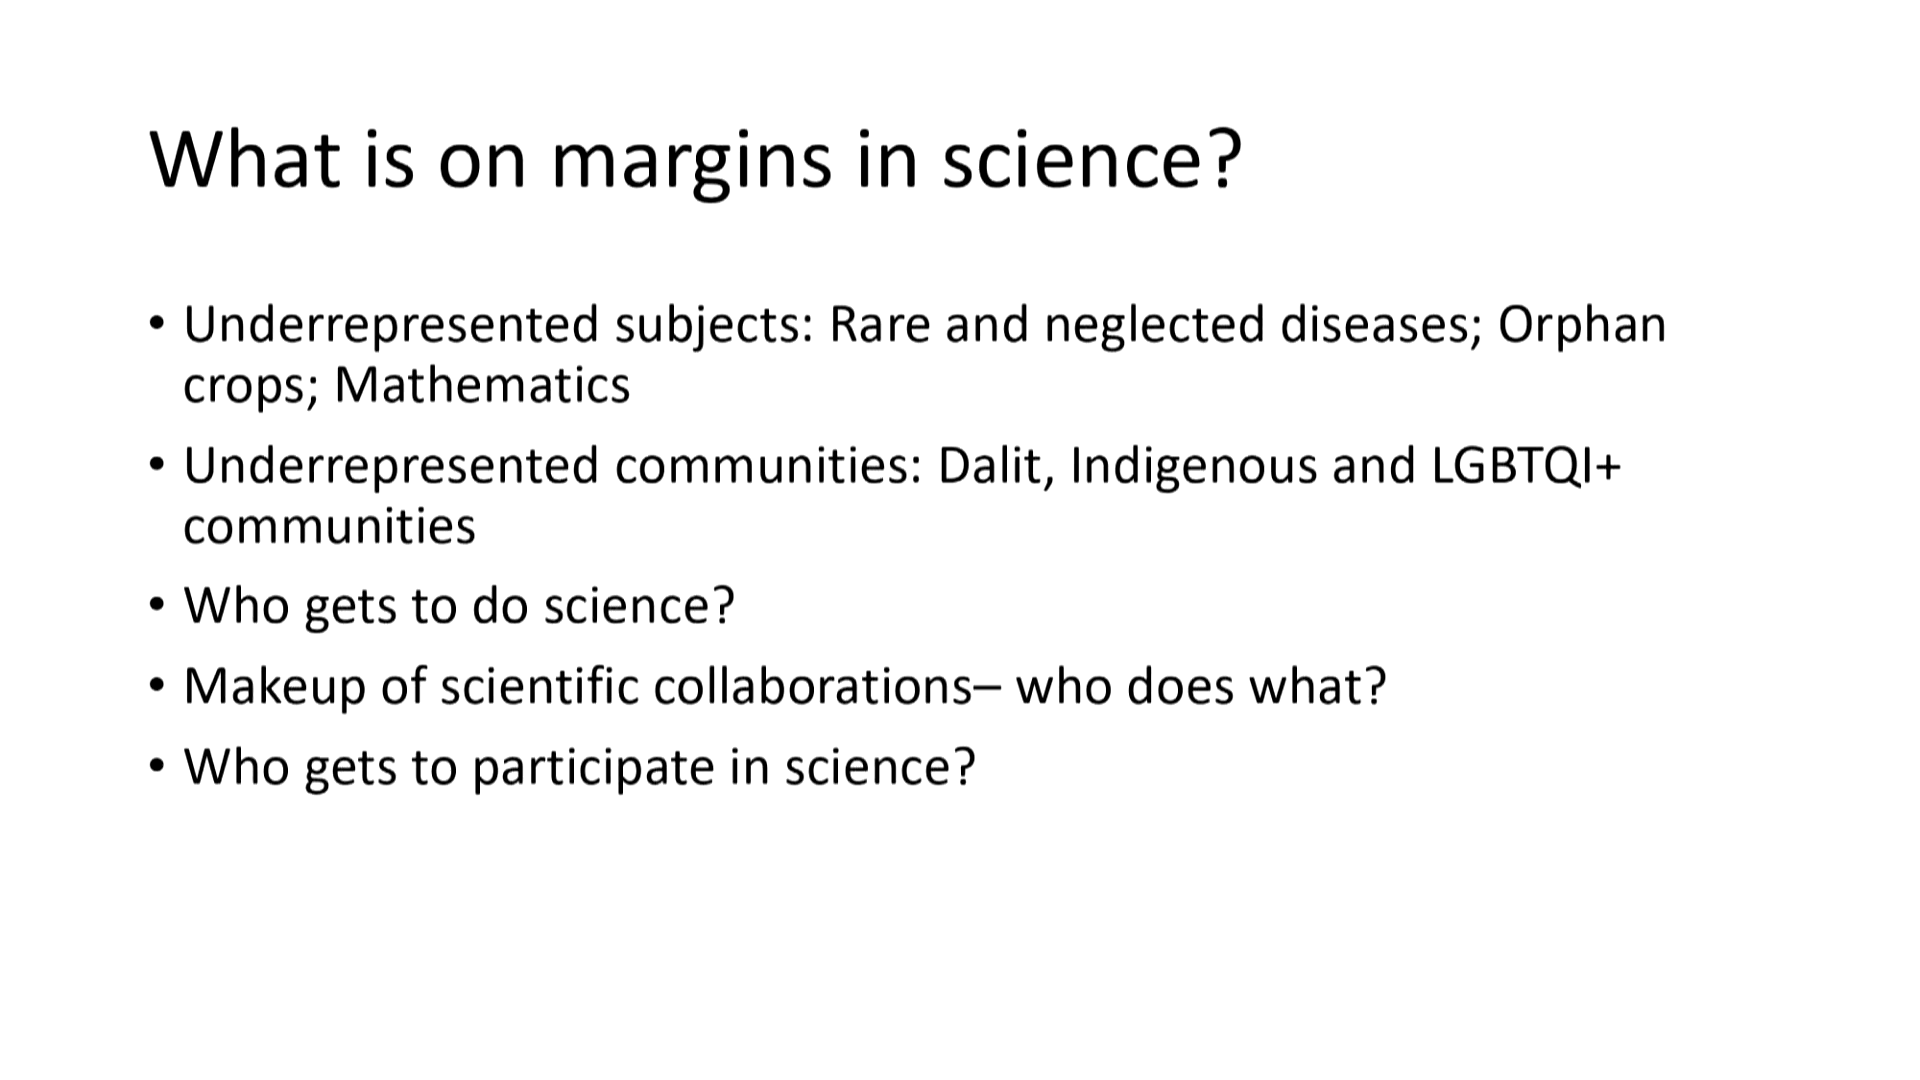 What is on margins in science?
• Underrepresented subjects: Rare and neglected diseases; Orphan
crops; Mathematics
• Underrepresented communities: Dalit, Indigenous and LGBTQI+
communities
• Who gets to do science?
• Makeup of scientific collaborations– who does what?
• Who gets to participate in science?